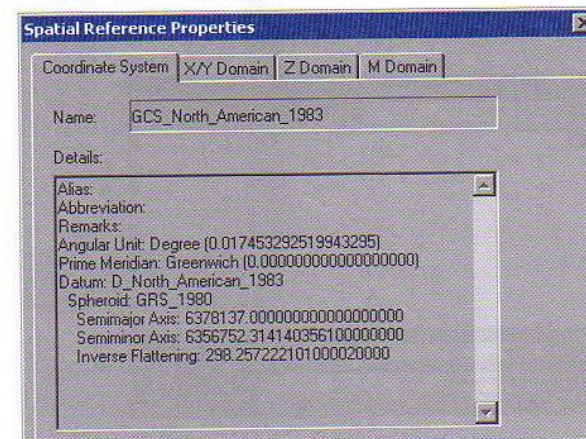 Spatial Reference Properties
Coordinate System X/Y Domain Z Domain M Domain
Name: GCS_North_American_1983
Details:
Alias:
Abbreviation:
Remarks:
Angular Unit: Degree (0.017453292519943295)
Prime Meridian: Greenwich (0.000000000000000000)
Datum: D_North_American_1983
Spheroid: GRS_1980
Semimajor Axis: 6378137.000000000000000000
Semiminor Axis: 6356752.314140356100000000
Inverse Flattening: 298.257222101000020000